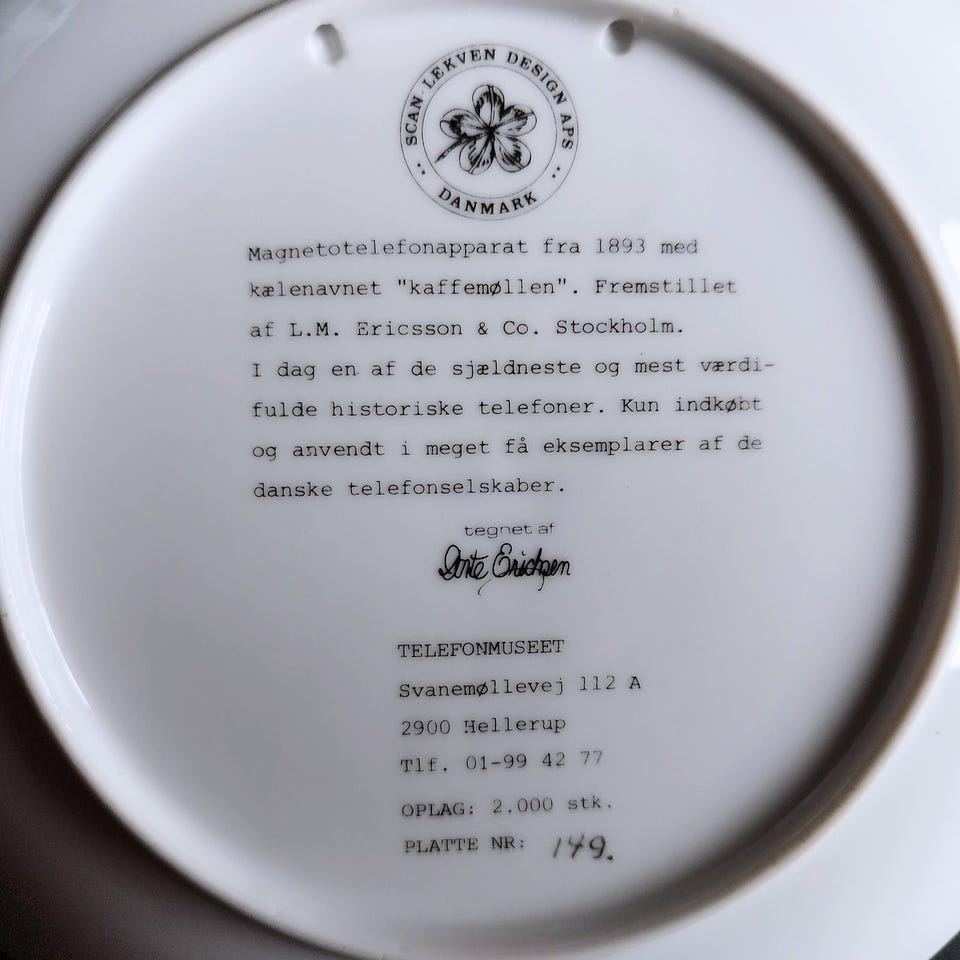 SCAN·LEKVEN DESIGN APS
DANMARK
Magnetotelefonapparat fra 1893 med
kælenavnet "kaffemøllen". Fremstillet
af L.M. Ericsson & Co. Stockholm.
I dag en af de sjældneste og mest værdi-
fulde historiske telefoner. Kun indkøbt
og anvendt i meget få eksemplarer af de
danske telefonselskaber.
tegnet af
TELEFONMUSEET
Svanemøllevej 112 A
2900 Hellerup
Tlf. 01-99 42 77
OPLAG: 2.000 stk.
PLATTE NR: 149.